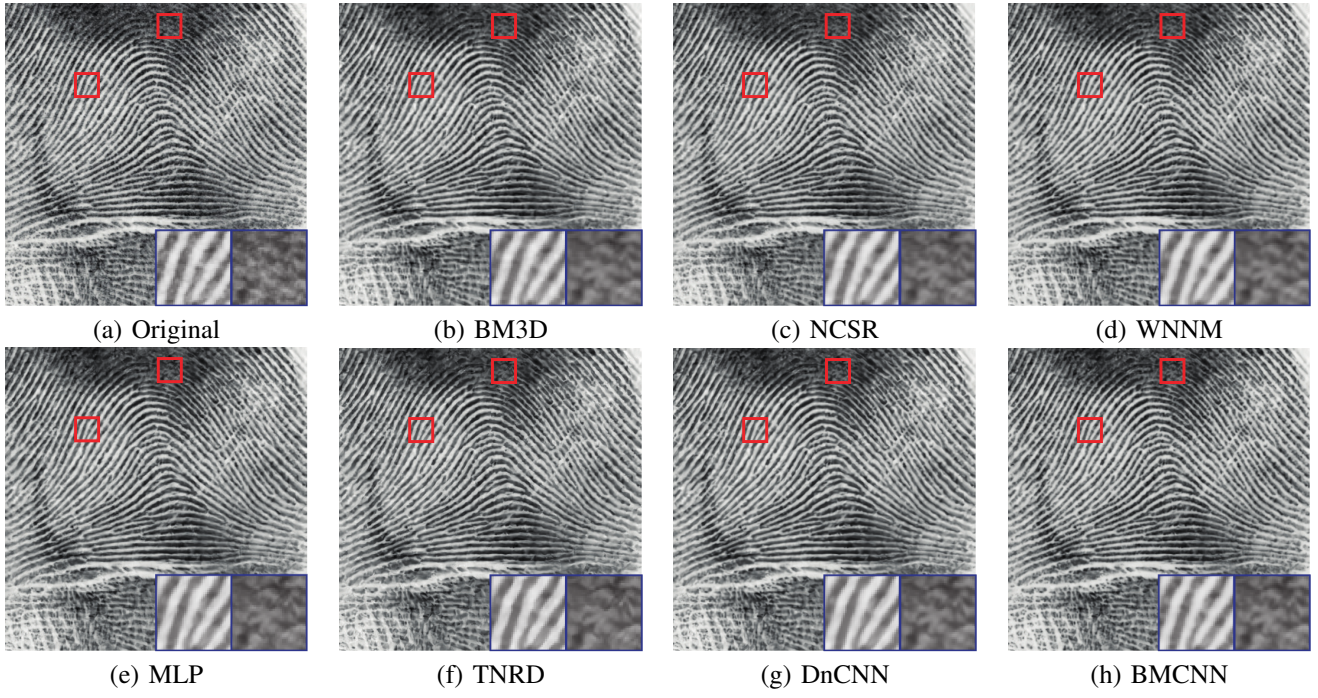 (a) Original
(b) BM3D
(c) NCSR
(d) WNNM
(e) MLP
(f) TNRD
(g) DnCNN
(h) BMCNN